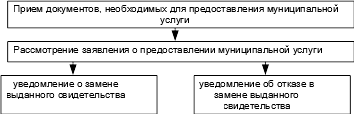 Прием документов, необходимых для предоставления муниципальной
услуги
Рассмотрение заявления о предоставлении муниципальной услуги
уведомление о замене
выданного свидетельства
уведомление об отказе в
замене выданного
свидетельства